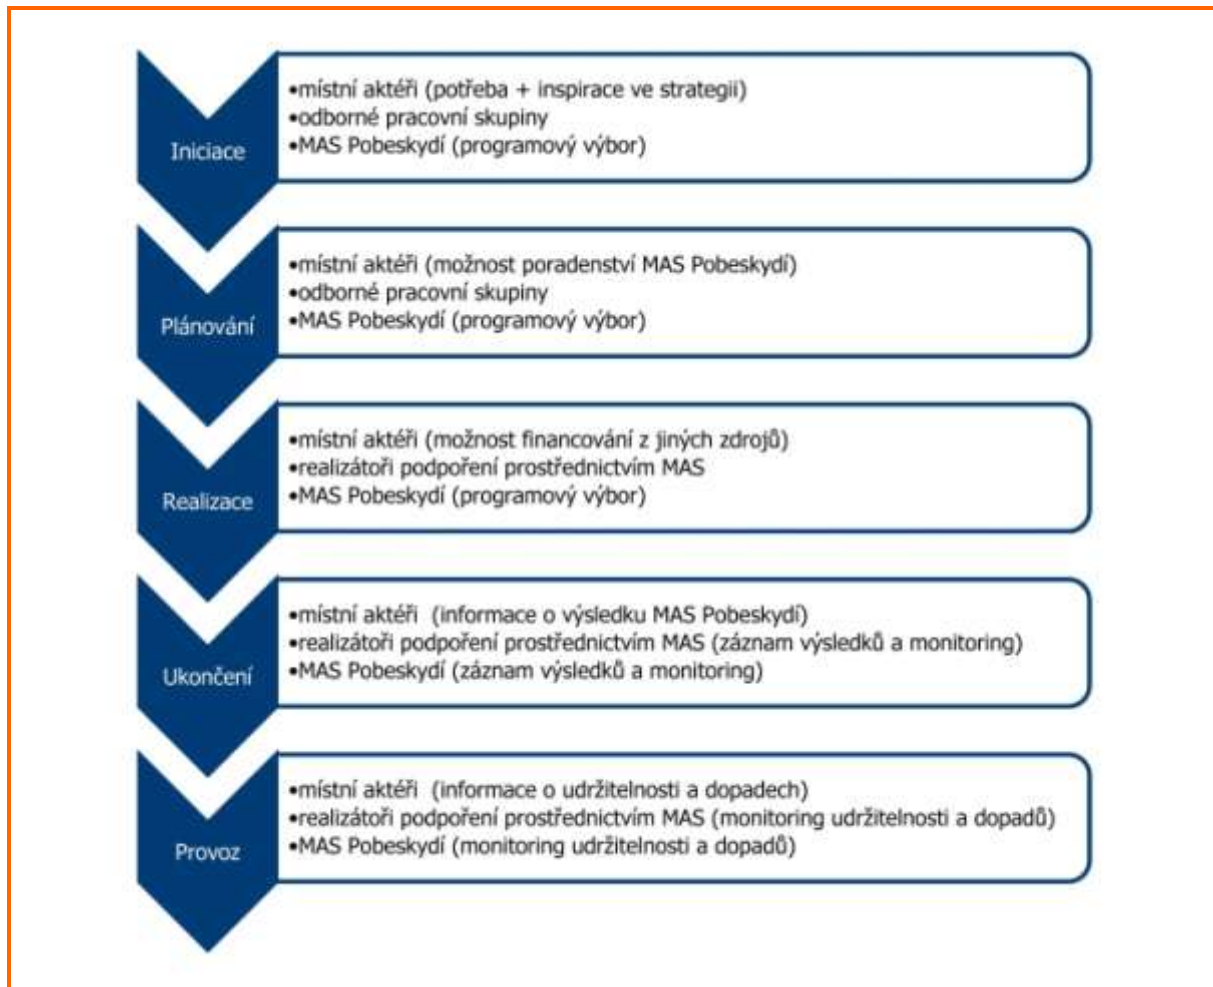 Iniciace
•místní aktéři (potřeba + inspirace ve strategii)
•odborné pracovní skupiny
•MAS Pobeskydí (programový výbor)
Plánování
•místní aktéři (možnost poradenství MAS Pobeskydí)
•odborné pracovní skupiny
•MAS Pobeskydí (programový výbor)
Realizace
•místní aktéři (možnost financování z jiných zdrojů)
•realizátoři podpoření prostřednictvím MAS
•MAS Pobeskydí (programový výbor)
Ukončení
•místní aktéři  (informace o výsledku MAS Pobeskydí)
•realizátoři podpoření prostřednictvím MAS (záznam výsledků a monitoring)
•MAS Pobeskydí (záznam výsledků a monitoring)
Provoz
•místní aktéři  (informace o udržitelnosti a dopadech)
•realizátoři podpoření prostřednictvím MAS (monitoring udržitelnosti a dopadů)
•MAS Pobeskydí (monitoring udržitelnosti a dopadů)